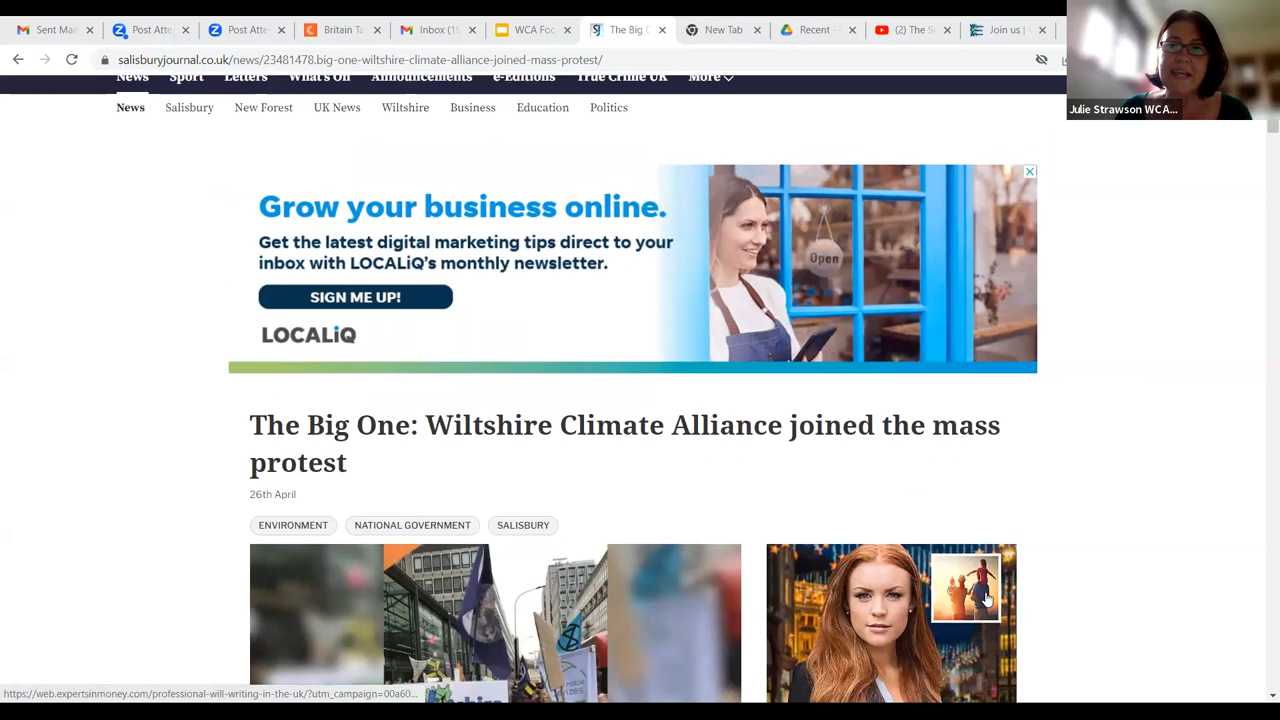 Sent Mai
Post Atte
Post Atte
Britain Ta
Inbox (19
WCA Foc
The Big O
New Tab
Recent -
(2) The S
Join us |
salisburyjournal.co.uk/news/23481478.big-one-wiltshire-climate-alliance-joined-mass-protest/
Julie Strawson WCA...
News Sport Letters What's On Announcements e-Editions True Crime UK More
News Salisbury New Forest UK News Wiltshire Business Education Politics
Grow your business online.
Get the latest digital marketing tips direct to your
inbox with LOCALiQ's monthly newsletter.
SIGN ME UP!
LOCALiQ
Open
The Big One: Wiltshire Climate Alliance joined the mass
protest
26th April
ENVIRONMENT NATIONAL GOVERNMENT SALISBURY
https://web.expertsinmoney.com/professional-will-writing-in-the-uk/?utm_campaign=00a60...